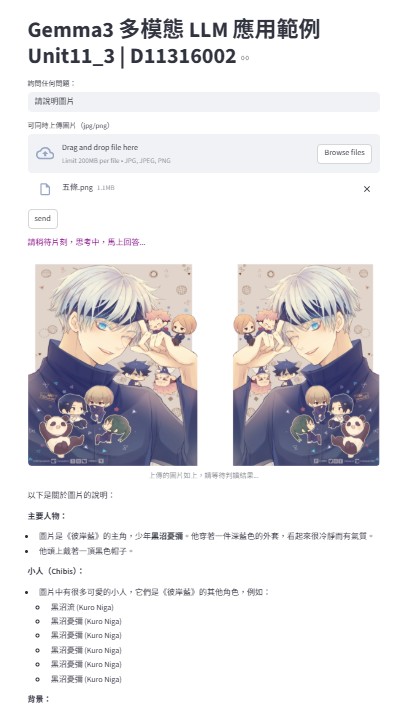 Gemma3 多模態 LLM 應用範例
Unit11_3 | D11316002
詢問任何問題：
請說明圖片
可同時上傳圖片（jpg/png）
Drag and drop file here
Limit 200MB per file • JPG, JPEG, PNG
Browse files
五條.png 1.1MB
send
請稍待片刻，思考中，馬上回答...
上傳的圖片如上，請等待判讀結果...
以下是關於圖片的說明：
主要人物：
圖片是《彼岸藍》的主角，少年黑沼憂彌。他穿著一件深藍色的外套，看起來很冷靜而有氣質。
他頭上戴著一頂黑色帽子。
小人（Chibis）：
圖片中有很多可愛的小人，它們是《彼岸藍》的其他角色，例如：
黑沼流 (Kuro Niga)
黑沼憂彌 (Kuro Niga)
黑沼憂彌 (Kuro Niga)
黑沼憂彌 (Kuro Niga)
黑沼憂彌 (Kuro Niga)
黑沼憂彌 (Kuro Niga)
背景：